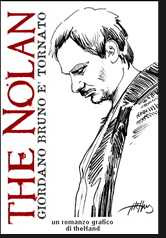 THE NOLAN
GIORDANO BRUNO E' TORNATO
un romanzo grafico
di theHand